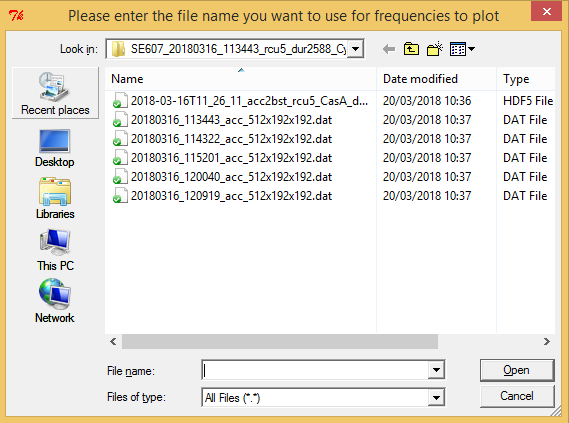 Please enter the file name you want to use for frequencies to plot
Look in: SE607_20180316_113443_rcu5_dur2588_Cy
Name Date modified Type
2018-03-16T11_26_11_acc2bst_rcu5_CasA_d... 20/03/2018 10:36 HDF5 File
20180316_113443_acc_512x192x192.dat 20/03/2018 10:37 DAT File
20180316_114322_acc_512x192x192.dat 20/03/2018 10:37 DAT File
20180316_115201_acc_512x192x192.dat 20/03/2018 10:37 DAT File
20180316_120040_acc_512x192x192.dat 20/03/2018 10:37 DAT File
20180316_120919_acc_512x192x192.dat 20/03/2018 10:37 DAT File
Recent places
Desktop
Libraries
This PC
Network
File name:
Open
Files of type: All Files (*.*)
Cancel